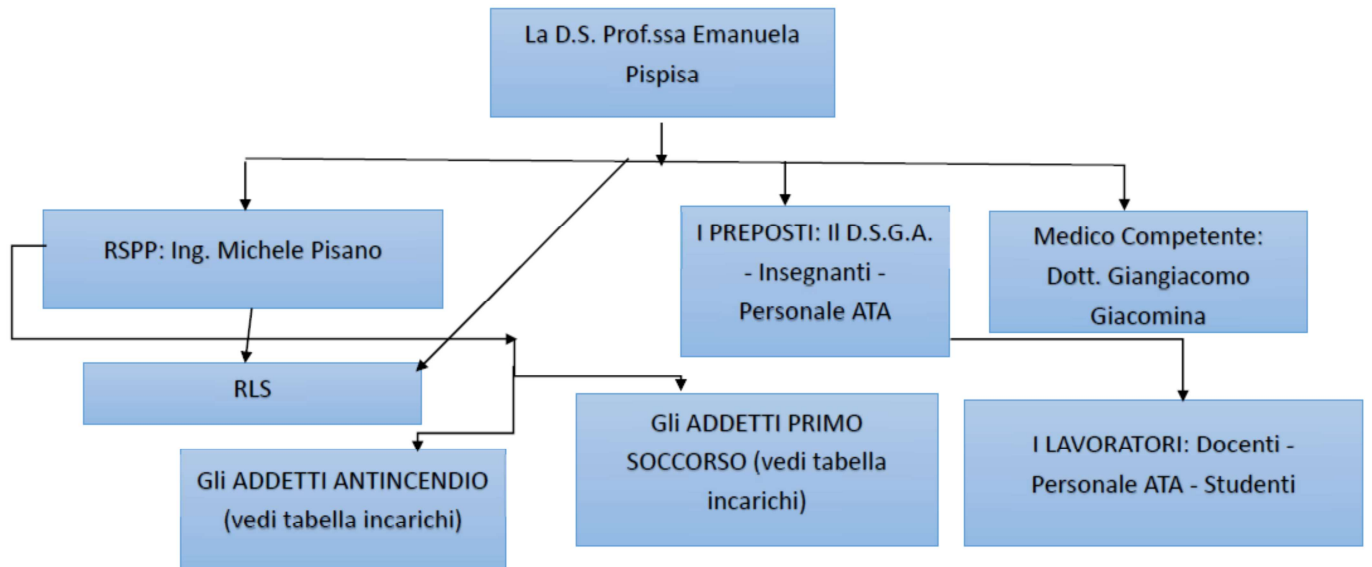 La D.S. Prof.ssa Emanuela
Pispisa
RSPP: Ing. Michele Pisano
I PREPOSTI: Il D.S.G.A.
- Insegnanti -
Personale ATA
Medico Competente:
Dott. Giangiacomo
Giacomina
RLS
Gli ADDETTI ANTINCENDIO
(vedi tabella incarichi)
Gli ADDETTI PRIMO
SOCCORSO (vedi tabella
incarichi)
I LAVORATORI: Docenti -
Personale ATA - Studenti